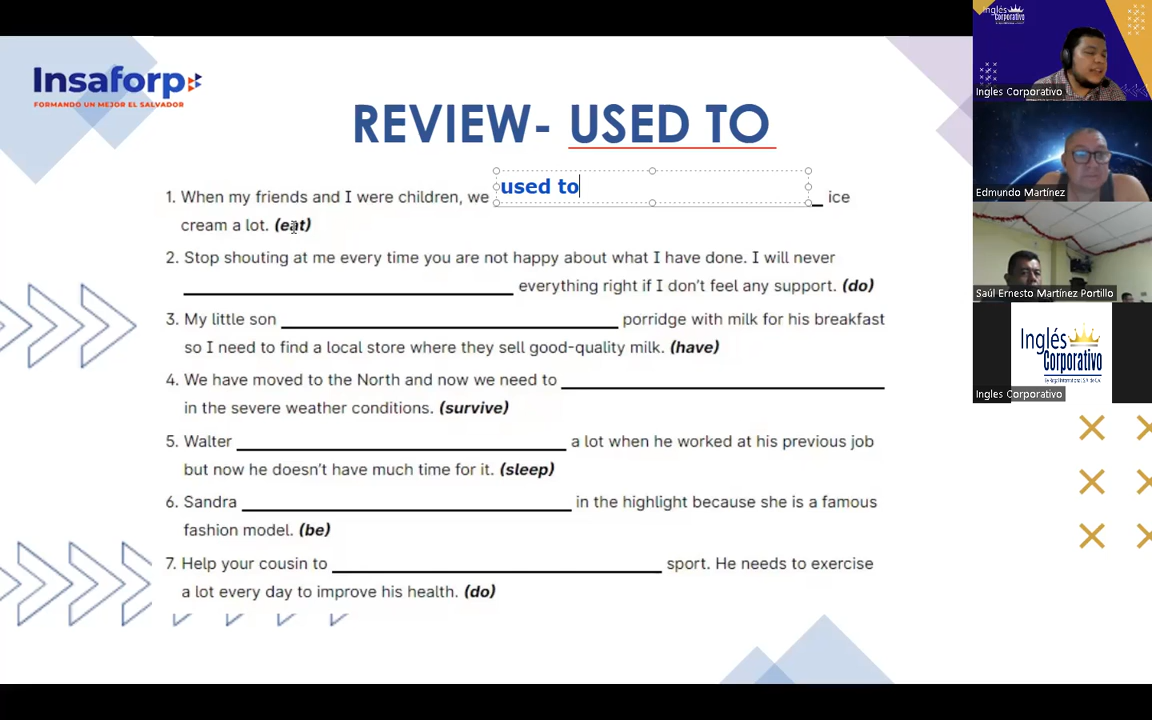 Insaforp
FORMANDO UN MEJOR EL SALVADOR
REVIEW- USED TO
1. When my friends and I were children, we used to ice
cream a lot. (eat)
2. Stop shouting at me every time you are not happy about what I have done. I will never
everything right if I don't feel any support. (do)
3. My little son porridge with milk for his breakfast
so I need to find a local store where they sell good-quality milk. (have)
4. We have moved to the North and now we need to
in the severe weather conditions. (survive)
5. Walter a lot when he worked at his previous job
but now he doesn't have much time for it. (sleep)
6. Sandra in the highlight because she is a famous
fashion model. (be)
7. Help your cousin to sport. He needs to exercise
a lot every day to improve his health. (do)
Inglés
Corporativo
Ingles Corporativo
Edmundo Martínez
Saúl Ernesto Martínez Portillo
Inglés
Corporativo
Ingles Corporativo